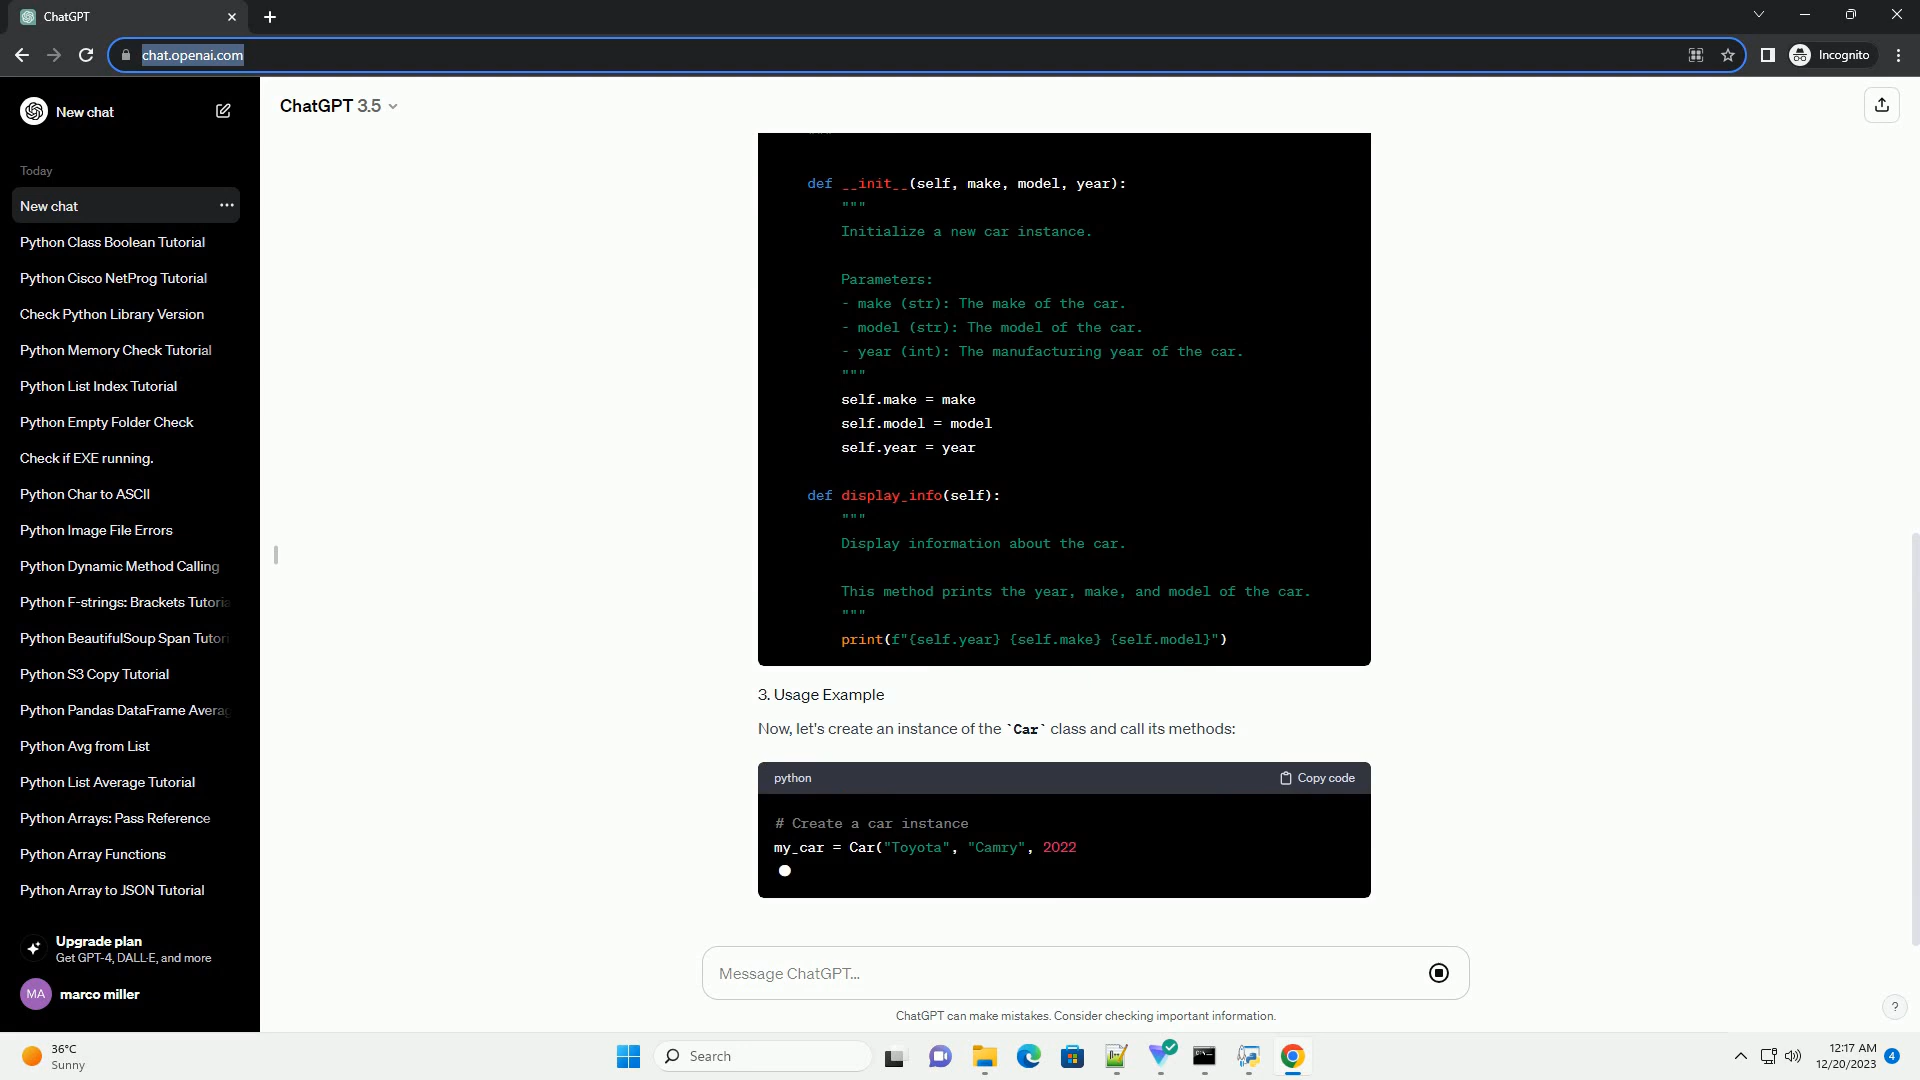 ChatGPT
chat.openai.com
Incognito
New chat
Today
New chat
Python Class Boolean Tutorial
Python Cisco NetProg Tutorial
Check Python Library Version
Python Memory Check Tutorial
Python List Index Tutorial
Python Empty Folder Check
Check if EXE running.
Python Char to ASCII
Python Image File Errors
Python Dynamic Method Calling
Python F-strings: Brackets Tutoria
Python BeautifulSoup Span Tutori
Python S3 Copy Tutorial
Python Pandas DataFrame Averag
Python Avg from List
Python List Average Tutorial
Python Arrays: Pass Reference
Python Array Functions
Python Array to JSON Tutorial
Upgrade plan
Get GPT-4, DALL·E, and more
MA marco miller
ChatGPT 3.5
"""
def __init__(self, make, model, year):
"""
Initialize a new car instance.
Parameters:
- make (str): The make of the car.
- model (str): The model of the car.
- year (int): The manufacturing year of the car.
"""
self.make = make
self.model = model
self.year = year
def display_info(self):
"""
Display information about the car.
This method prints the year, make, and model of the car.
"""
print(f"{self.year} {self.make} {self.model}")
3. Usage Example
Now, let's create an instance of the `Car` class and call its methods:
python Copy code
# Create a car instance
my_car = Car("Toyota", "Camry", 2022
Message ChatGPT...
ChatGPT can make mistakes. Consider checking important information.
?
36°C
Sunny
Search
12:17 AM
12/20/2023
4